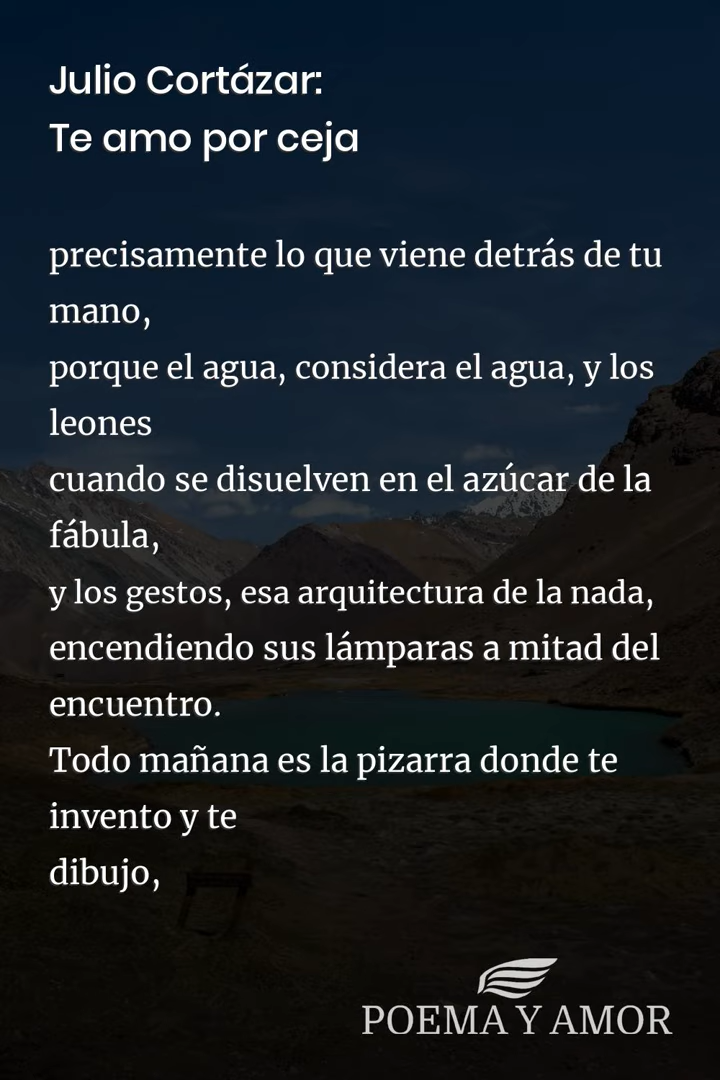 Julio Cortázar:
Te amo por ceja
precisamente lo que viene detrás de tu
mano,
porque el agua, considera el agua, y los
leones
cuando se disuelven en el azúcar de la
fábula,
y los gestos, esa arquitectura de la nada,
encendiendo sus lámparas a mitad del
encuentro.
Todo mañana es la pizarra donde te
invento y te
dibujo,
POEMA Y AMOR